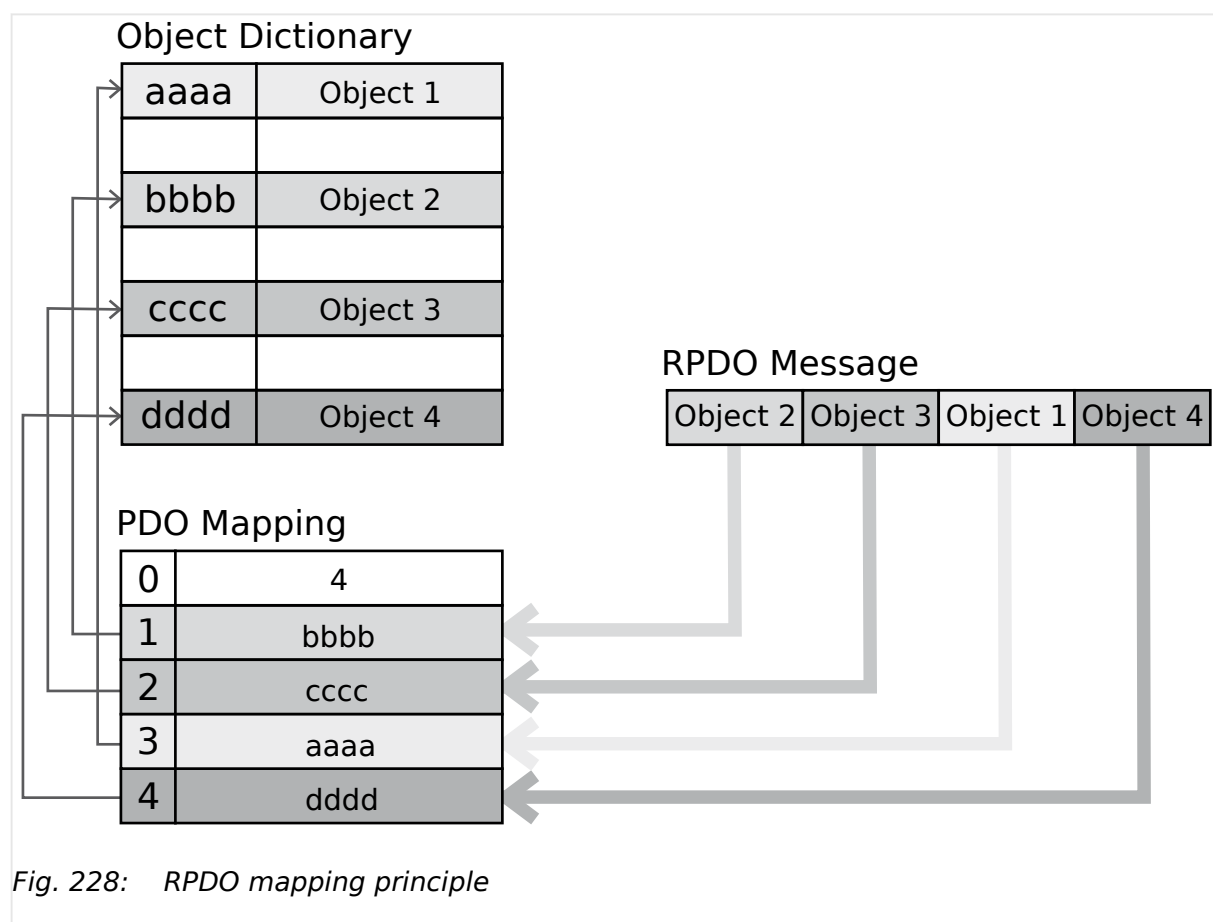 Object Dictionary
aaaa Object 1
bbbb Object 2
cccc Object 3
dddd Object 4
RPDO Message
Object 2 Object 3 Object 1 Object 4
PDO Mapping
0 4
1 bbbb
2 cccc
3 aaaa
4 dddd
Fig. 228: RPDO mapping principle